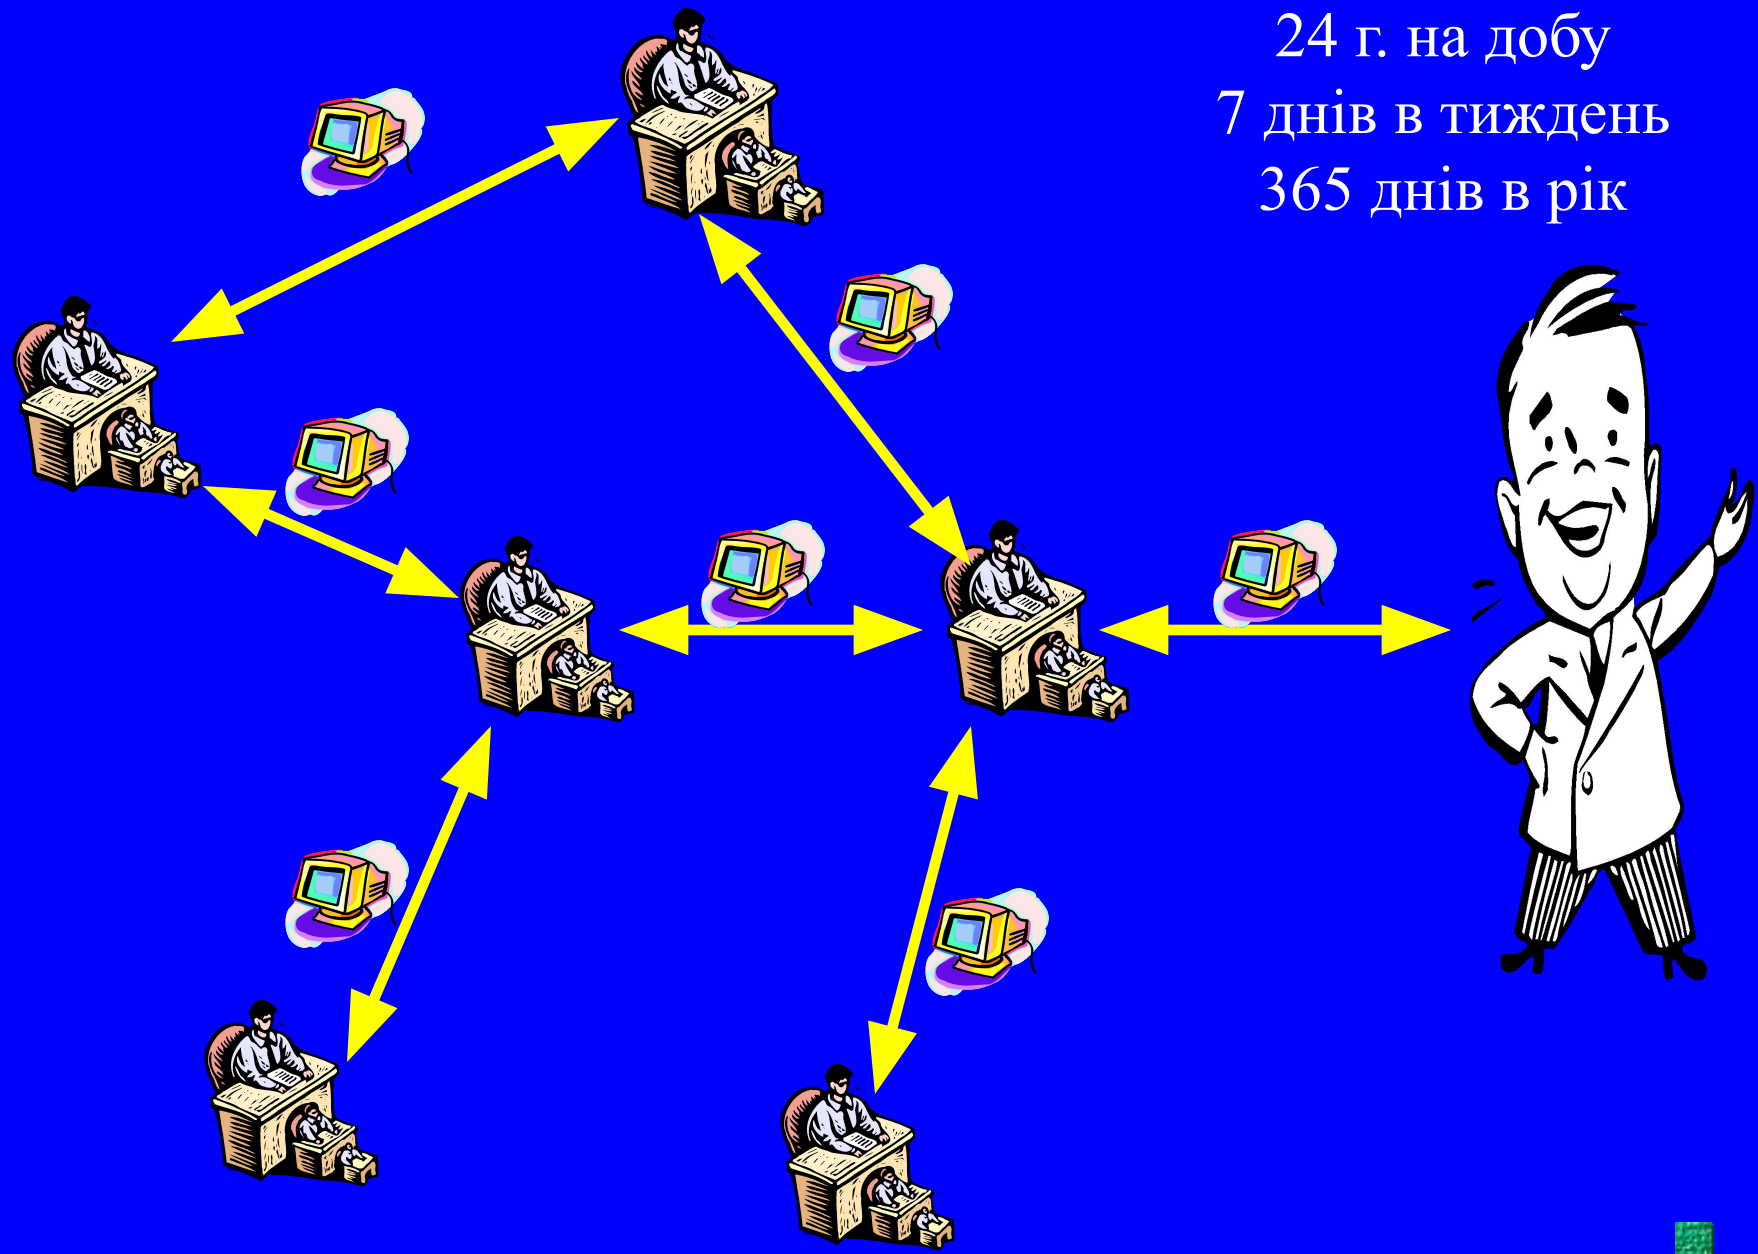 24 г. на добу
7 днів в тиждень
365 днів в рік